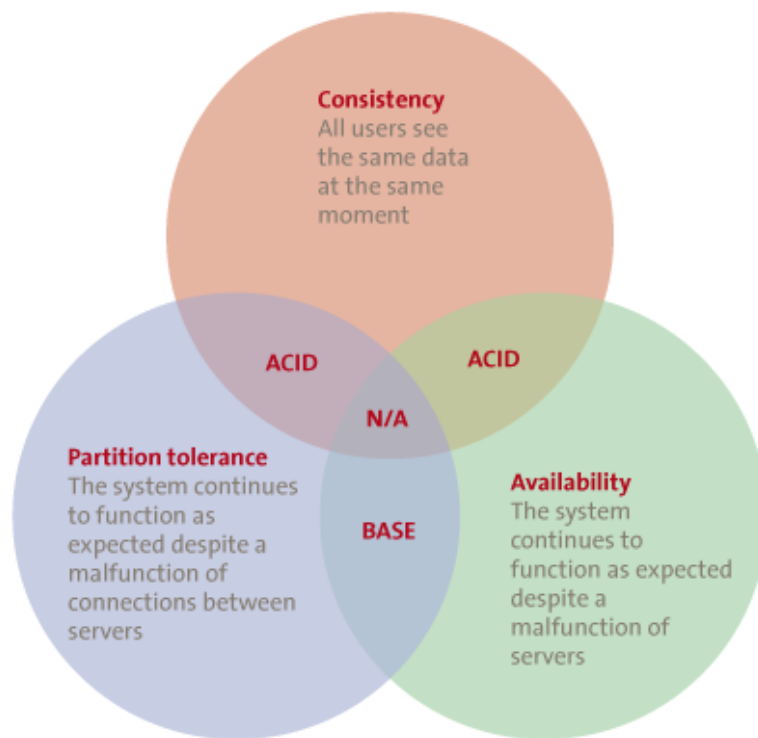 Consistency
All users see
the same data
at the same
moment
ACID
ACID
N/A
Partition tolerance
The system continues
to function as
expected despite a
malfunction of
connections between
servers
BASE
Availability
The system
continues to
function as expected
despite a
malfunction of
servers